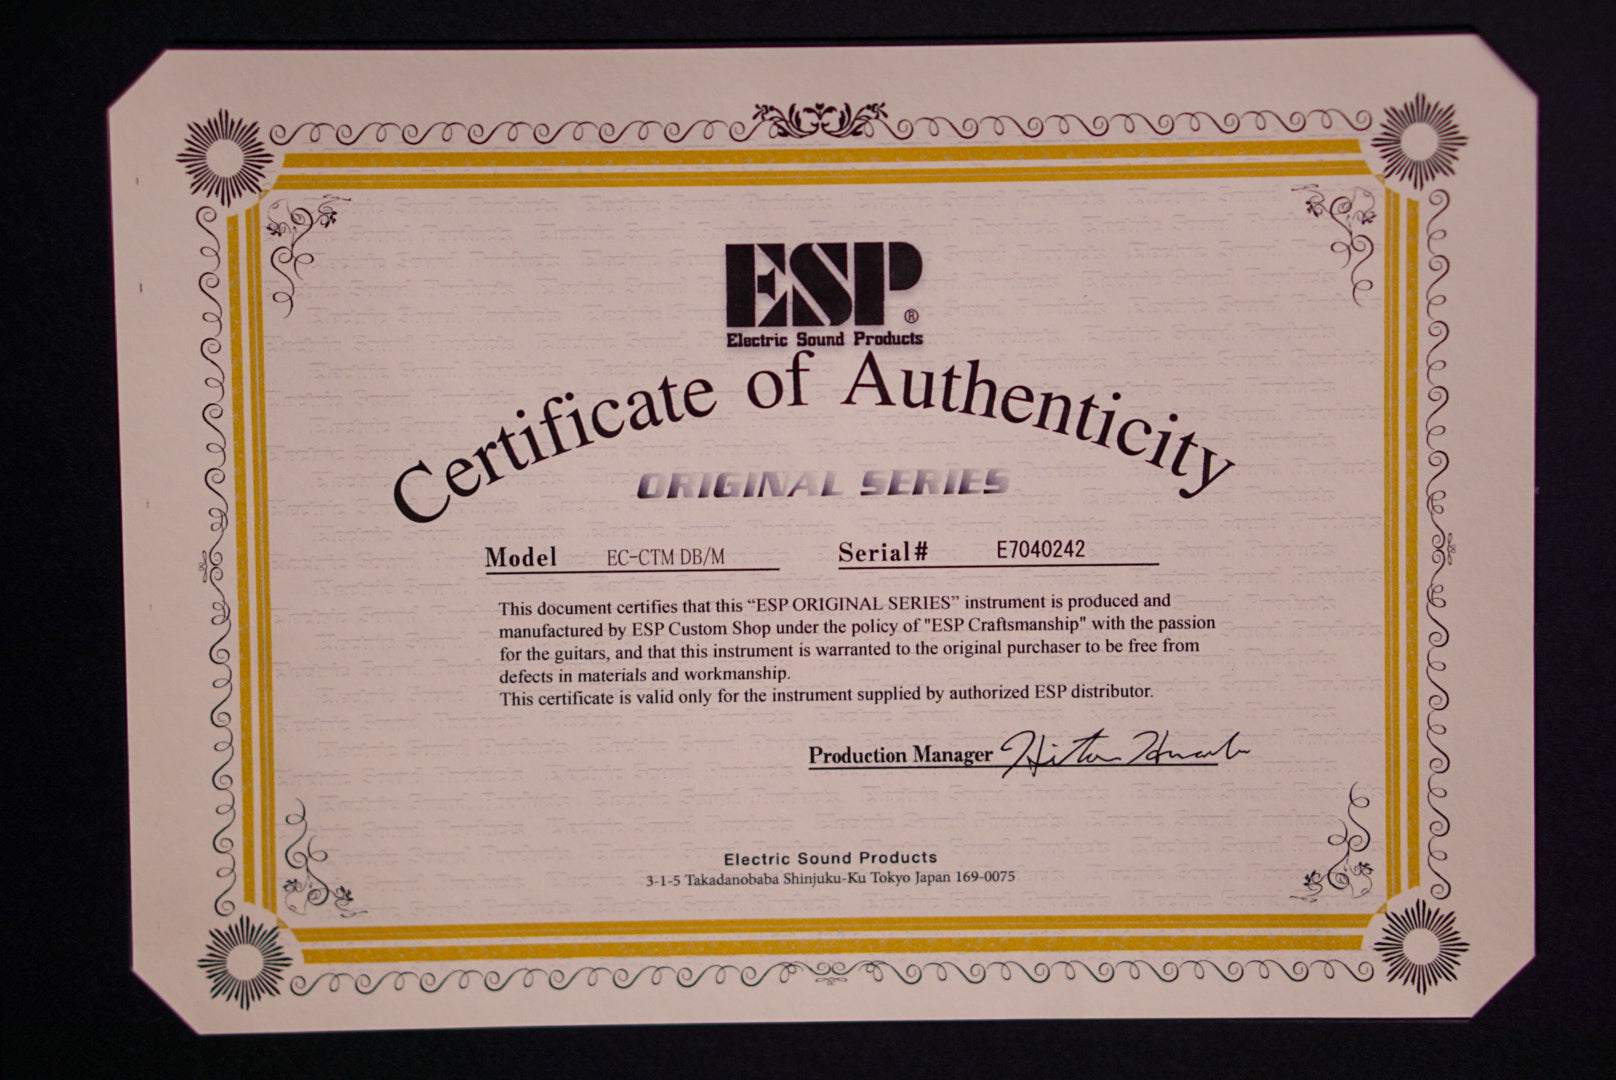 ESP®
Electric Sound Products
Certificate of Authenticity
ORIGINAL SERIES
Model EC-CTM DB/M Serial# E7040242
This document certifies that this “ESP ORIGINAL SERIES” instrument is produced and
manufactured by ESP Custom Shop under the policy of "ESP Craftsmanship" with the passion
for the guitars, and that this instrument is warranted to the original purchaser to be free from
defects in materials and workmanship.
This certificate is valid only for the instrument supplied by authorized ESP distributor.
Production Manager
Electric Sound Products
3-1-5 Takadanobaba Shinjuku-Ku Tokyo Japan 169-0075